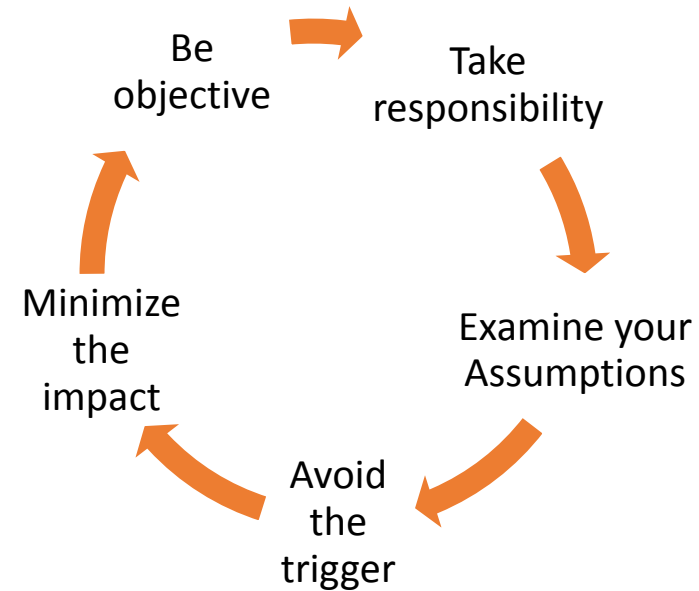 Be
objective
Take
responsibility
Examine your
Assumptions
Avoid
the
trigger
Minimize
the
impact